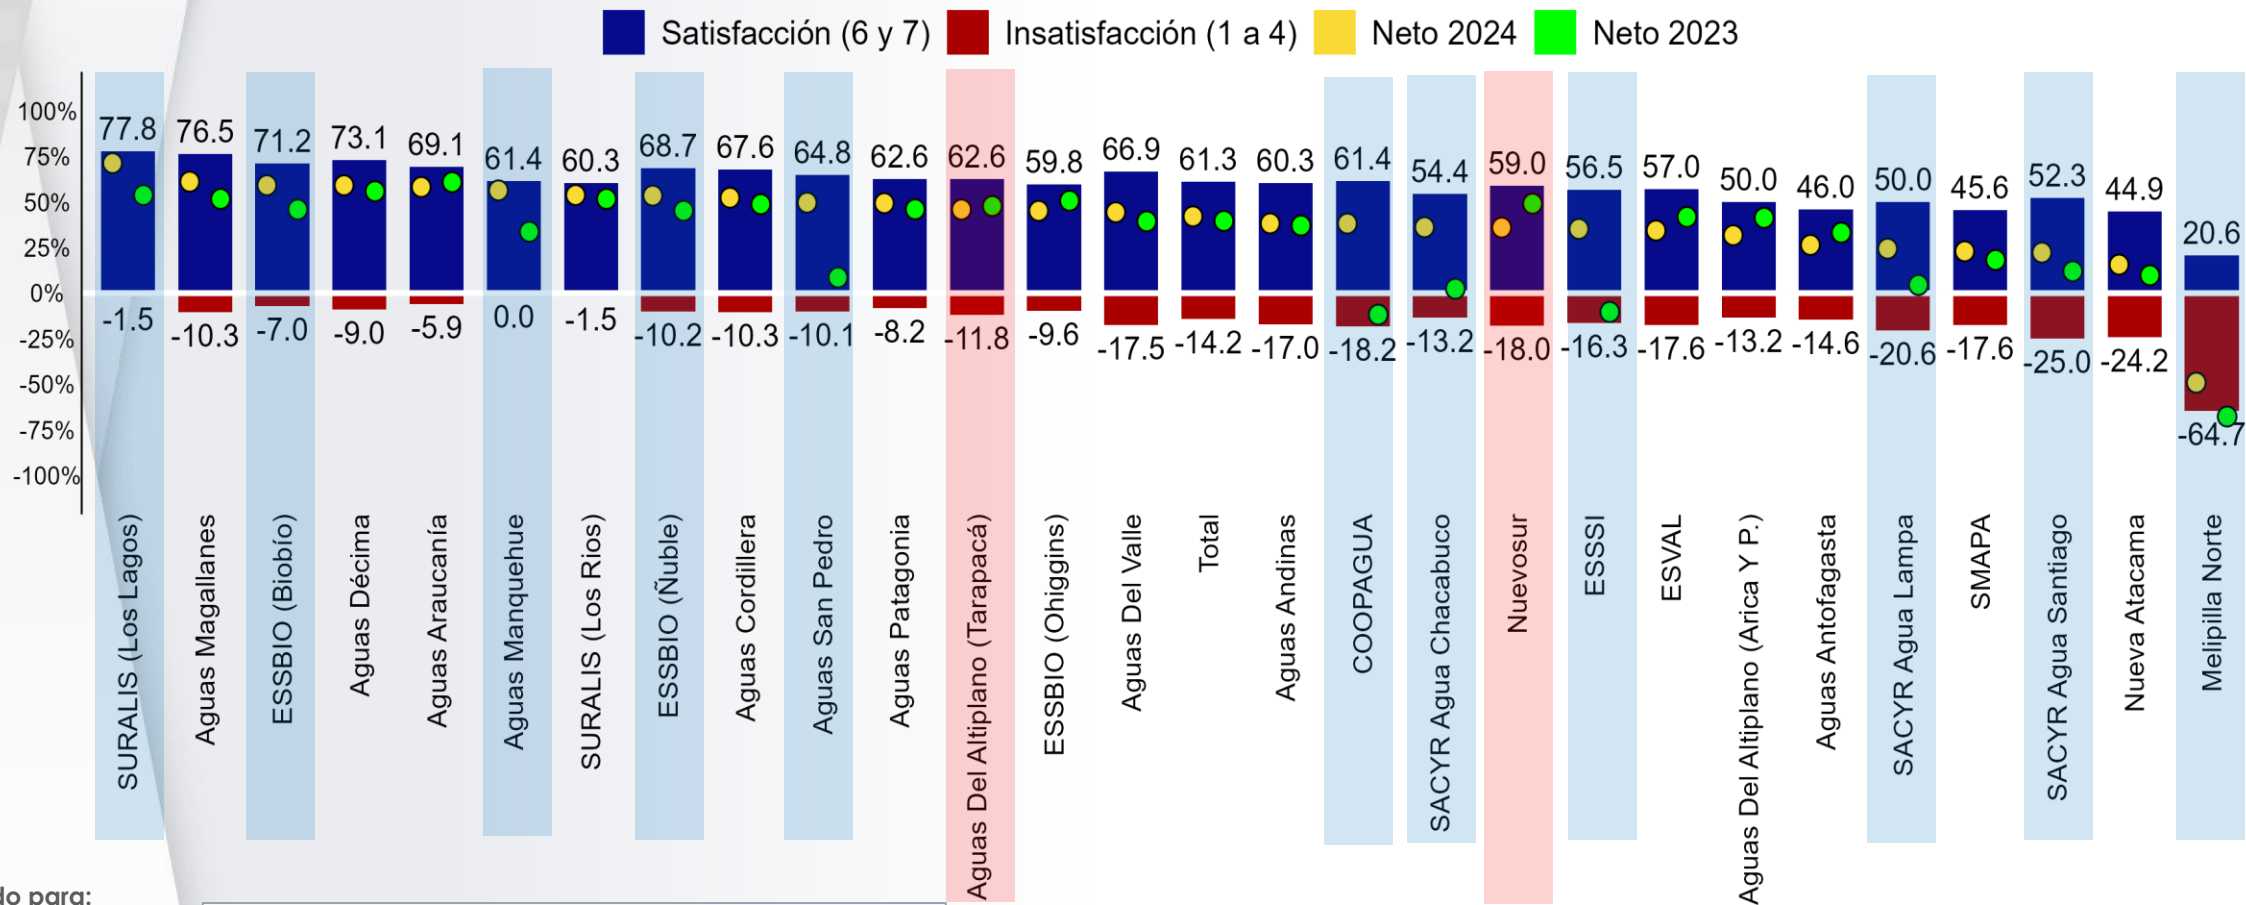 Satisfacción (6 y 7) Insatisfacción (1 a 4) Neto 2024 Neto 2023
100%
75%
50%
25%
0%
-25%
-50%
-75%
-100%
77.8 76.5 71.2 73.1 69.1 61.4 60.3 68.7 67.6 64.8 62.6 62.6 59.8 66.9 61.3 60.3 61.4 54.4 59.0 56.5 57.0 50.0 46.0 50.0 45.6 52.3 44.9 20.6
-1.5 -10.3 -7.0 -9.0 -5.9 0.0 -1.5 -10.2 -10.3 -10.1 -8.2 -11.8 -9.6 -17.5 -14.2 -17.0 -18.2 -13.2 -18.0 -16.3 -17.6 -13.2 -14.6 -20.6 -17.6 -25.0 -24.2 -64.7
SURALIS (Los Lagos)
Aguas Magallanes
ESSBIO (Biobío)
Aguas Décima
Aguas Araucanía
Aguas Manquehue
SURALIS (Los Rios)
ESSBIO (Ñuble)
Aguas Cordillera
Aguas San Pedro
Aguas Patagonia
Aguas Del Altiplano (Tarapacá)
ESSBIO (Ohiggins)
Aguas Del Valle
Total
Aguas Andinas
COOPAGUA
SACYR Agua Chacabuco
Nuevosur
ESSSI
ESVAL
Aguas Del Altiplano (Arica Y P.)
Aguas Antofagasta
SACYR Agua Lampa
SMAPA
SACYR Agua Santiago
Nueva Atacama
Melipilla Norte
do para: